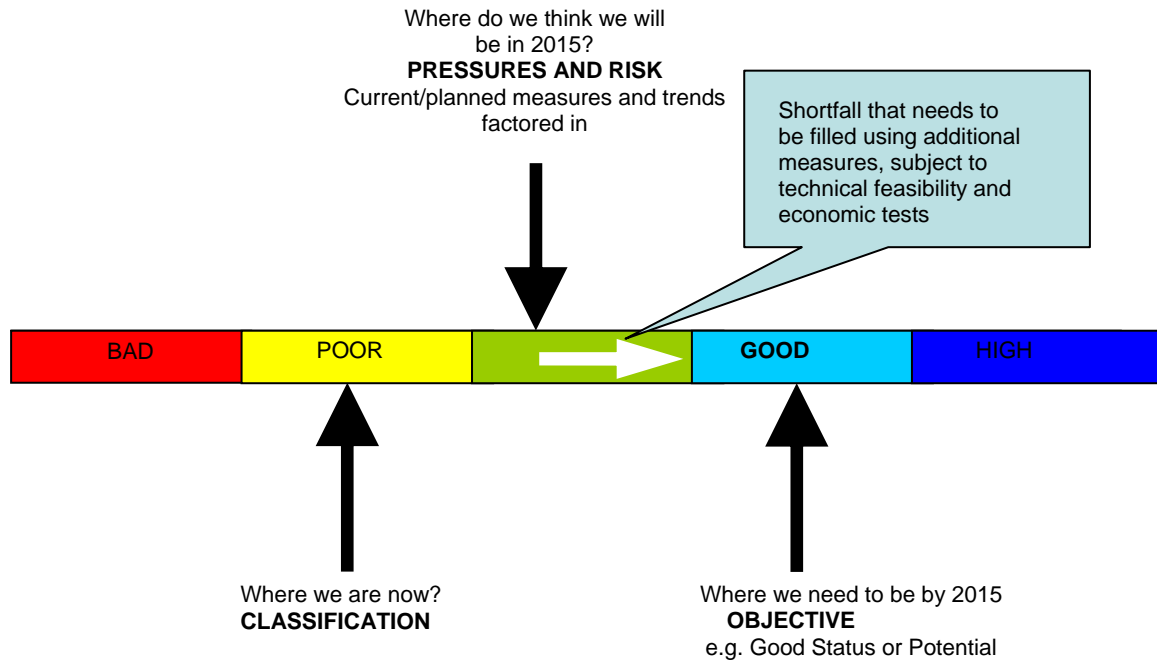 Where do we think we will
be in 2015?
PRESSURES AND RISK
Current/planned measures and trends
factored in
Shortfall that needs to
be filled using additional
measures, subject to
technical feasibility and
economic tests
BAD
POOR
GOOD
HIGH
Where we are now?
CLASSIFICATION
Where we need to be by 2015
OBJECTIVE
e.g. Good Status or Potential